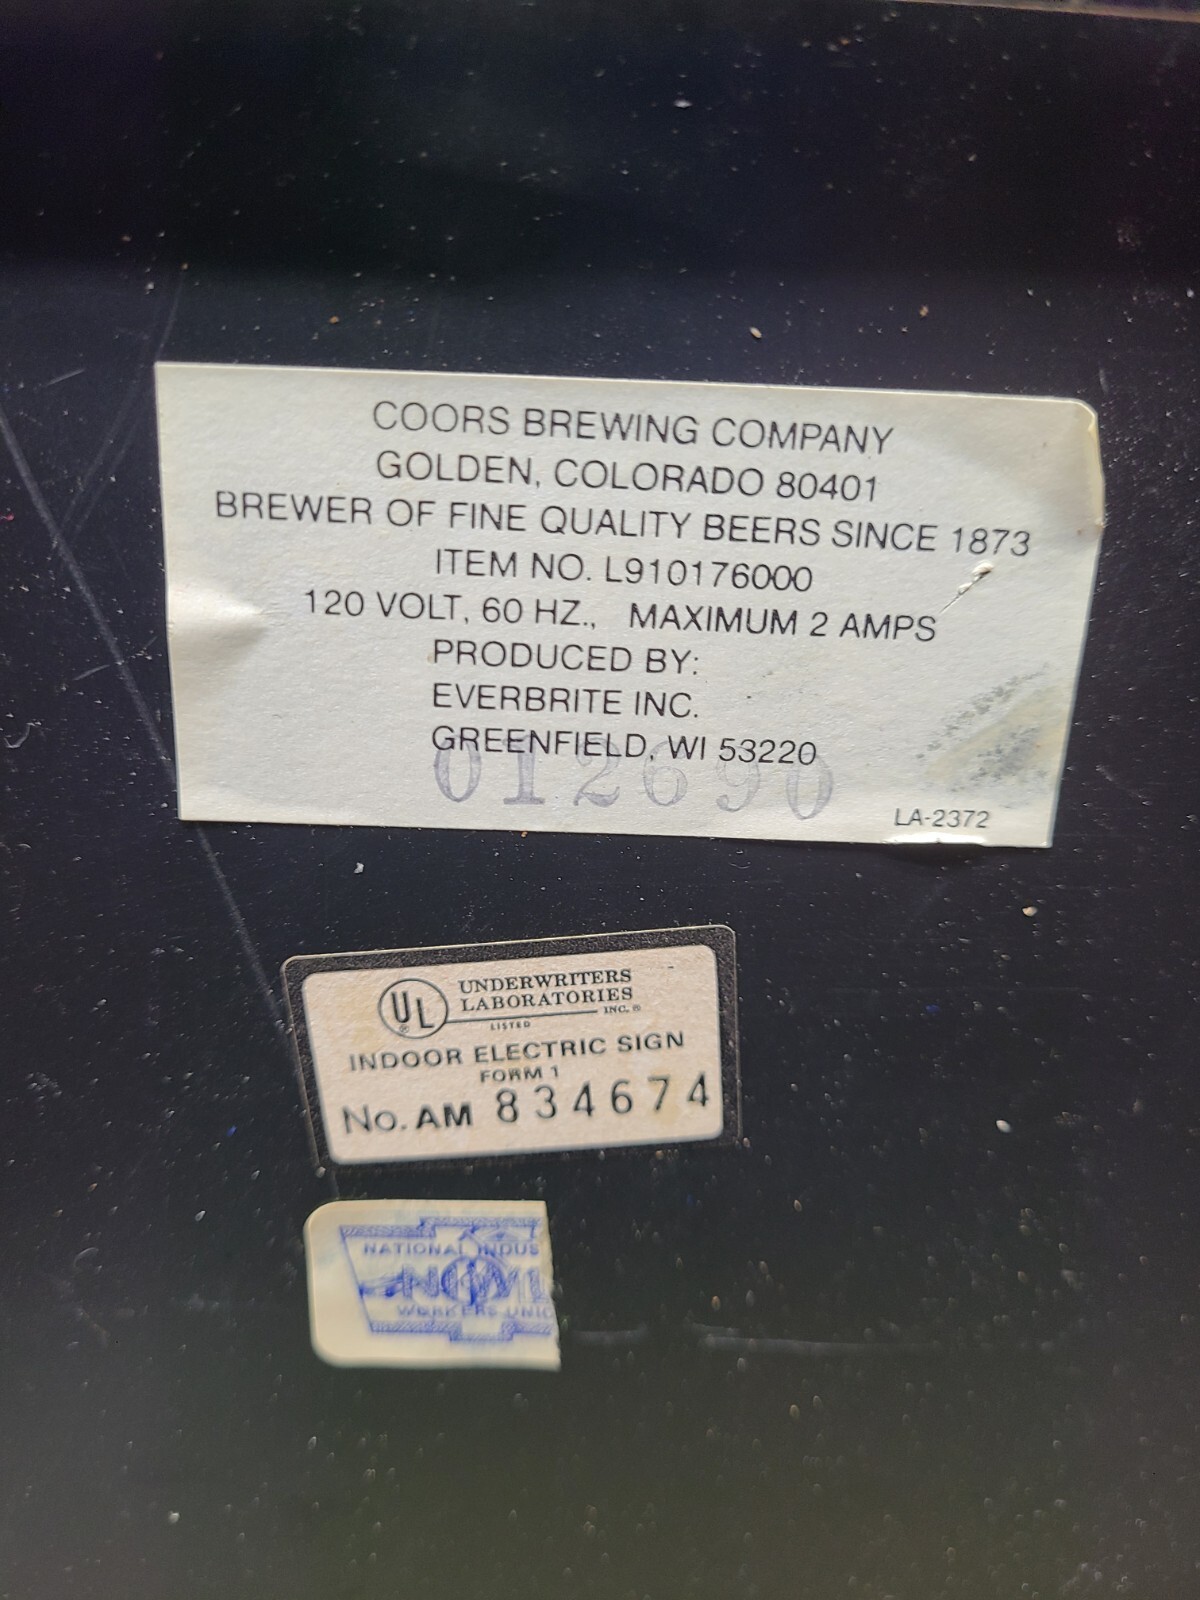 COORS BREWING COMPANY
GOLDEN, COLORADO 80401
BREWER OF FINE QUALITY BEERS SINCE 1873
ITEM NO. L910176000
120 VOLT, 60 HZ., MAXIMUM 2 AMPS
PRODUCED BY:
EVERBRITE INC.
GREENFIELD, WI 53220
012690
LA-2372
UL
UNDERWRITERS
LABORATORIES
INC.®
LISTED
INDOOR ELECTRIC SIGN
FORM 1
No. AM 834674
NATIONAL INDUS
WORKERS UNIO